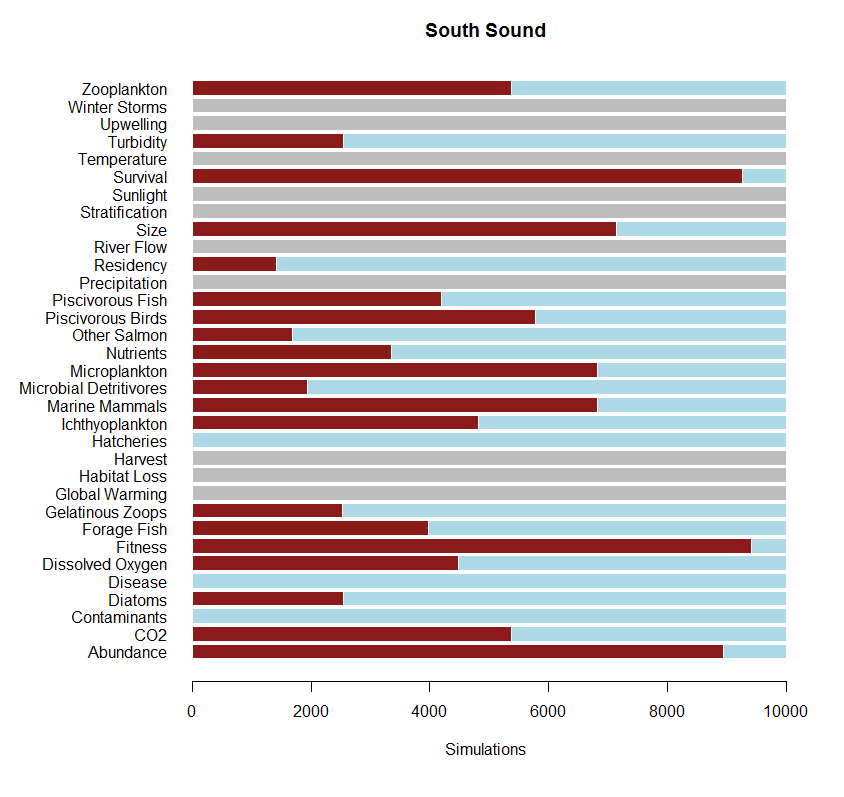 South Sound
Zooplankton
Winter Storms
Upwelling
Turbidity
Temperature
Survival
Sunlight
Stratification
Size
River Flow
Residency
Precipitation
Piscivorous Fish
Piscivorous Birds
Other Salmon
Nutrients
Microplankton
Microbial Detritivores
Marine Mammals
Ichthyoplankton
Hatcheries
Harvest
Habitat Loss
Global Warming
Gelatinous Zoops
Forage Fish
Fitness
Dissolved Oxygen
Disease
Diatoms
Contaminants
CO2
Abundance
0 2000 4000 6000 8000 10000
Simulations